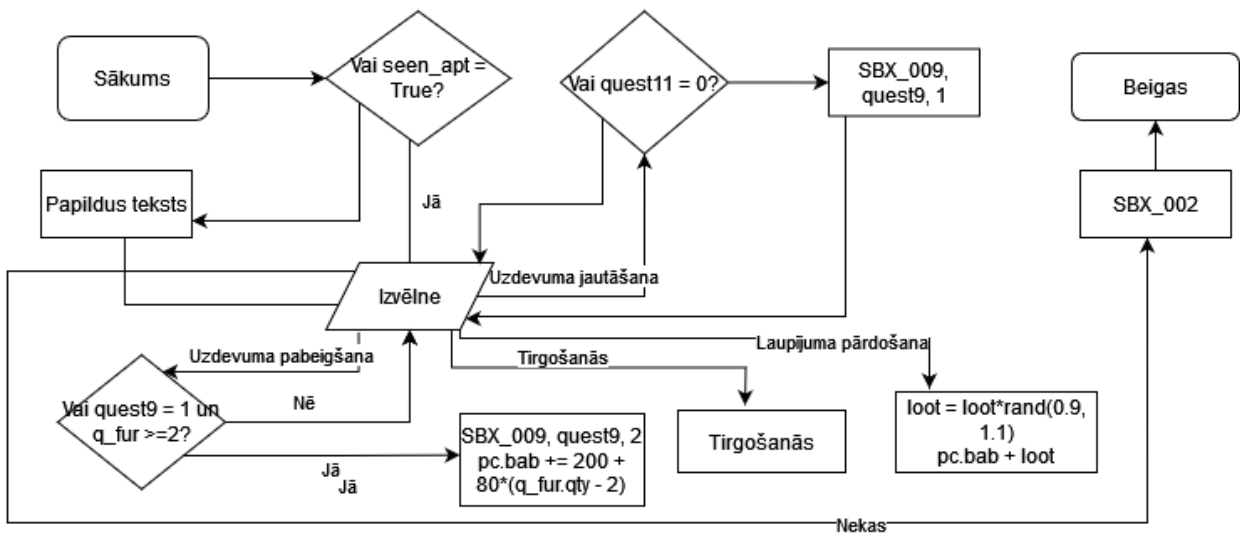 Sākums
Vai seen_apt =
True?
Vai quest11 = 0?
SBX_009,
quest9, 1
Beigas
Papildus teksts
Jā
SBX_002
Izvēlne
Uzdevuma jautāšana
Uzdevuma pabeigšana
Tirgošanās
Laupījuma pārdošana
Vai quest9 = 1 un
q_fur >=2?
Nē
Jā
Jā
SBX_009, quest9, 2
pc.bab += 200 +
80*(q_fur.qty - 2)
Tirgošanās
loot = loot*rand(0.9,
1.1)
pc.bab + loot
Nekas